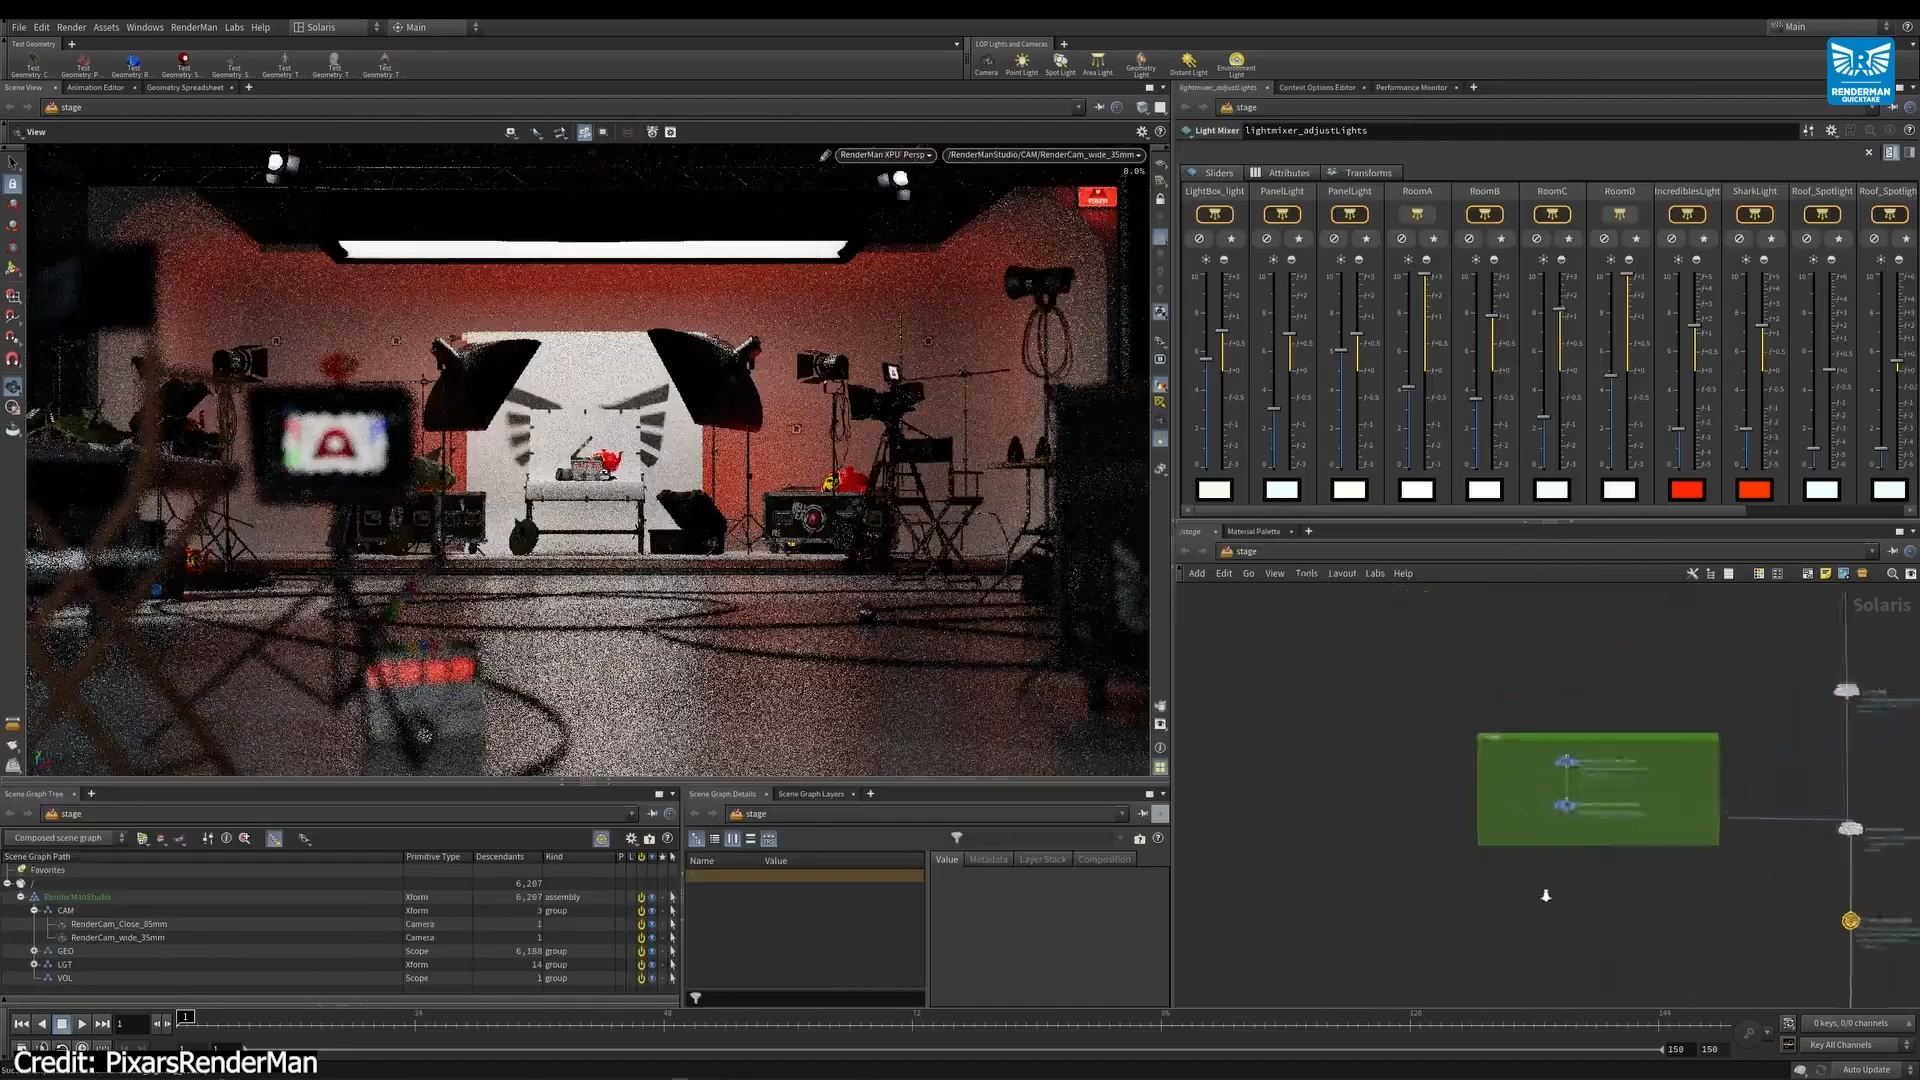 File Edit Render Assets Windows RenderMan Labs Help Solaris Main
Main
Test Geometry
LOP Lights and Cameras
Test Geometry: C...
Test Geometry: P...
Test Geometry: R...
Test Geometry: S...
Test Geometry: S...
Test Geometry: T...
Test Geometry: T...
Test Geometry: T...
Camera Point Light Spot Light Area Light Geometry Light Distant Light Environment Light
RENDERMAN
QUICKTAKE
Scene View Animation Editor Geometry Spreadsheet
lightmixer_adjustLights Context Options Editor Performance Monitor
stage
stage
View
Light Mixer lightmixer_adjustLights
RenderMan XPU Persp /RenderManStudio/CAM/RenderCam_wide_35mm
0.0%
Sliders Attributes Transforms
LightBox_light PanelLight PanelLight RoomA RoomB RoomC RoomD IncrediblesLight SharkLight Roof_Spotlight Roof_Spotligh
/stage Material Palette
stage
Add Edit Go View Tools Layout Labs Help
Solaris
Scene Graph Tree
Scene Graph Details Scene Graph Layers
stage
stage
Composed scene graph
Scene Graph Path Primitive Type Descendants Kind P L
Name Value
Value Metadata Layer Stack Composition
Favorites
/ 6,207
RenderManStudio Xform 6,207 assembly
CAM Xform 3 group
RenderCam_Close_85mm Camera 1
RenderCam_wide_35mm Camera 1
GEO Scope 6,188 group
LGT Xform 14 group
VOL Scope 1 group
1 1 24 48 72 96 120 144
0 keys, 0/0 channels
150 150
Key All Channels
Credit: PixarsRenderMan
Auto Update